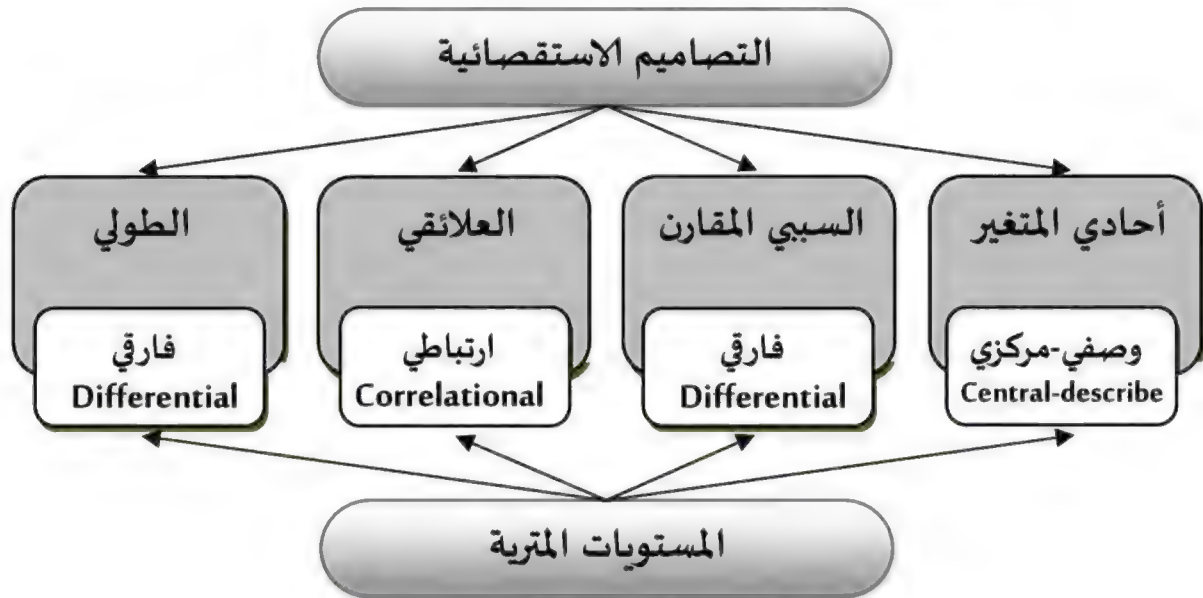 التصاميم الاستقصائية
أحادي المتغير
وصفي-مركزي
Central-describe
السببي المقارن
فارقي
Differential
العلائقي
ارتباطي
Correlational
الطولي
فارقي
Differential
المستويات المترية